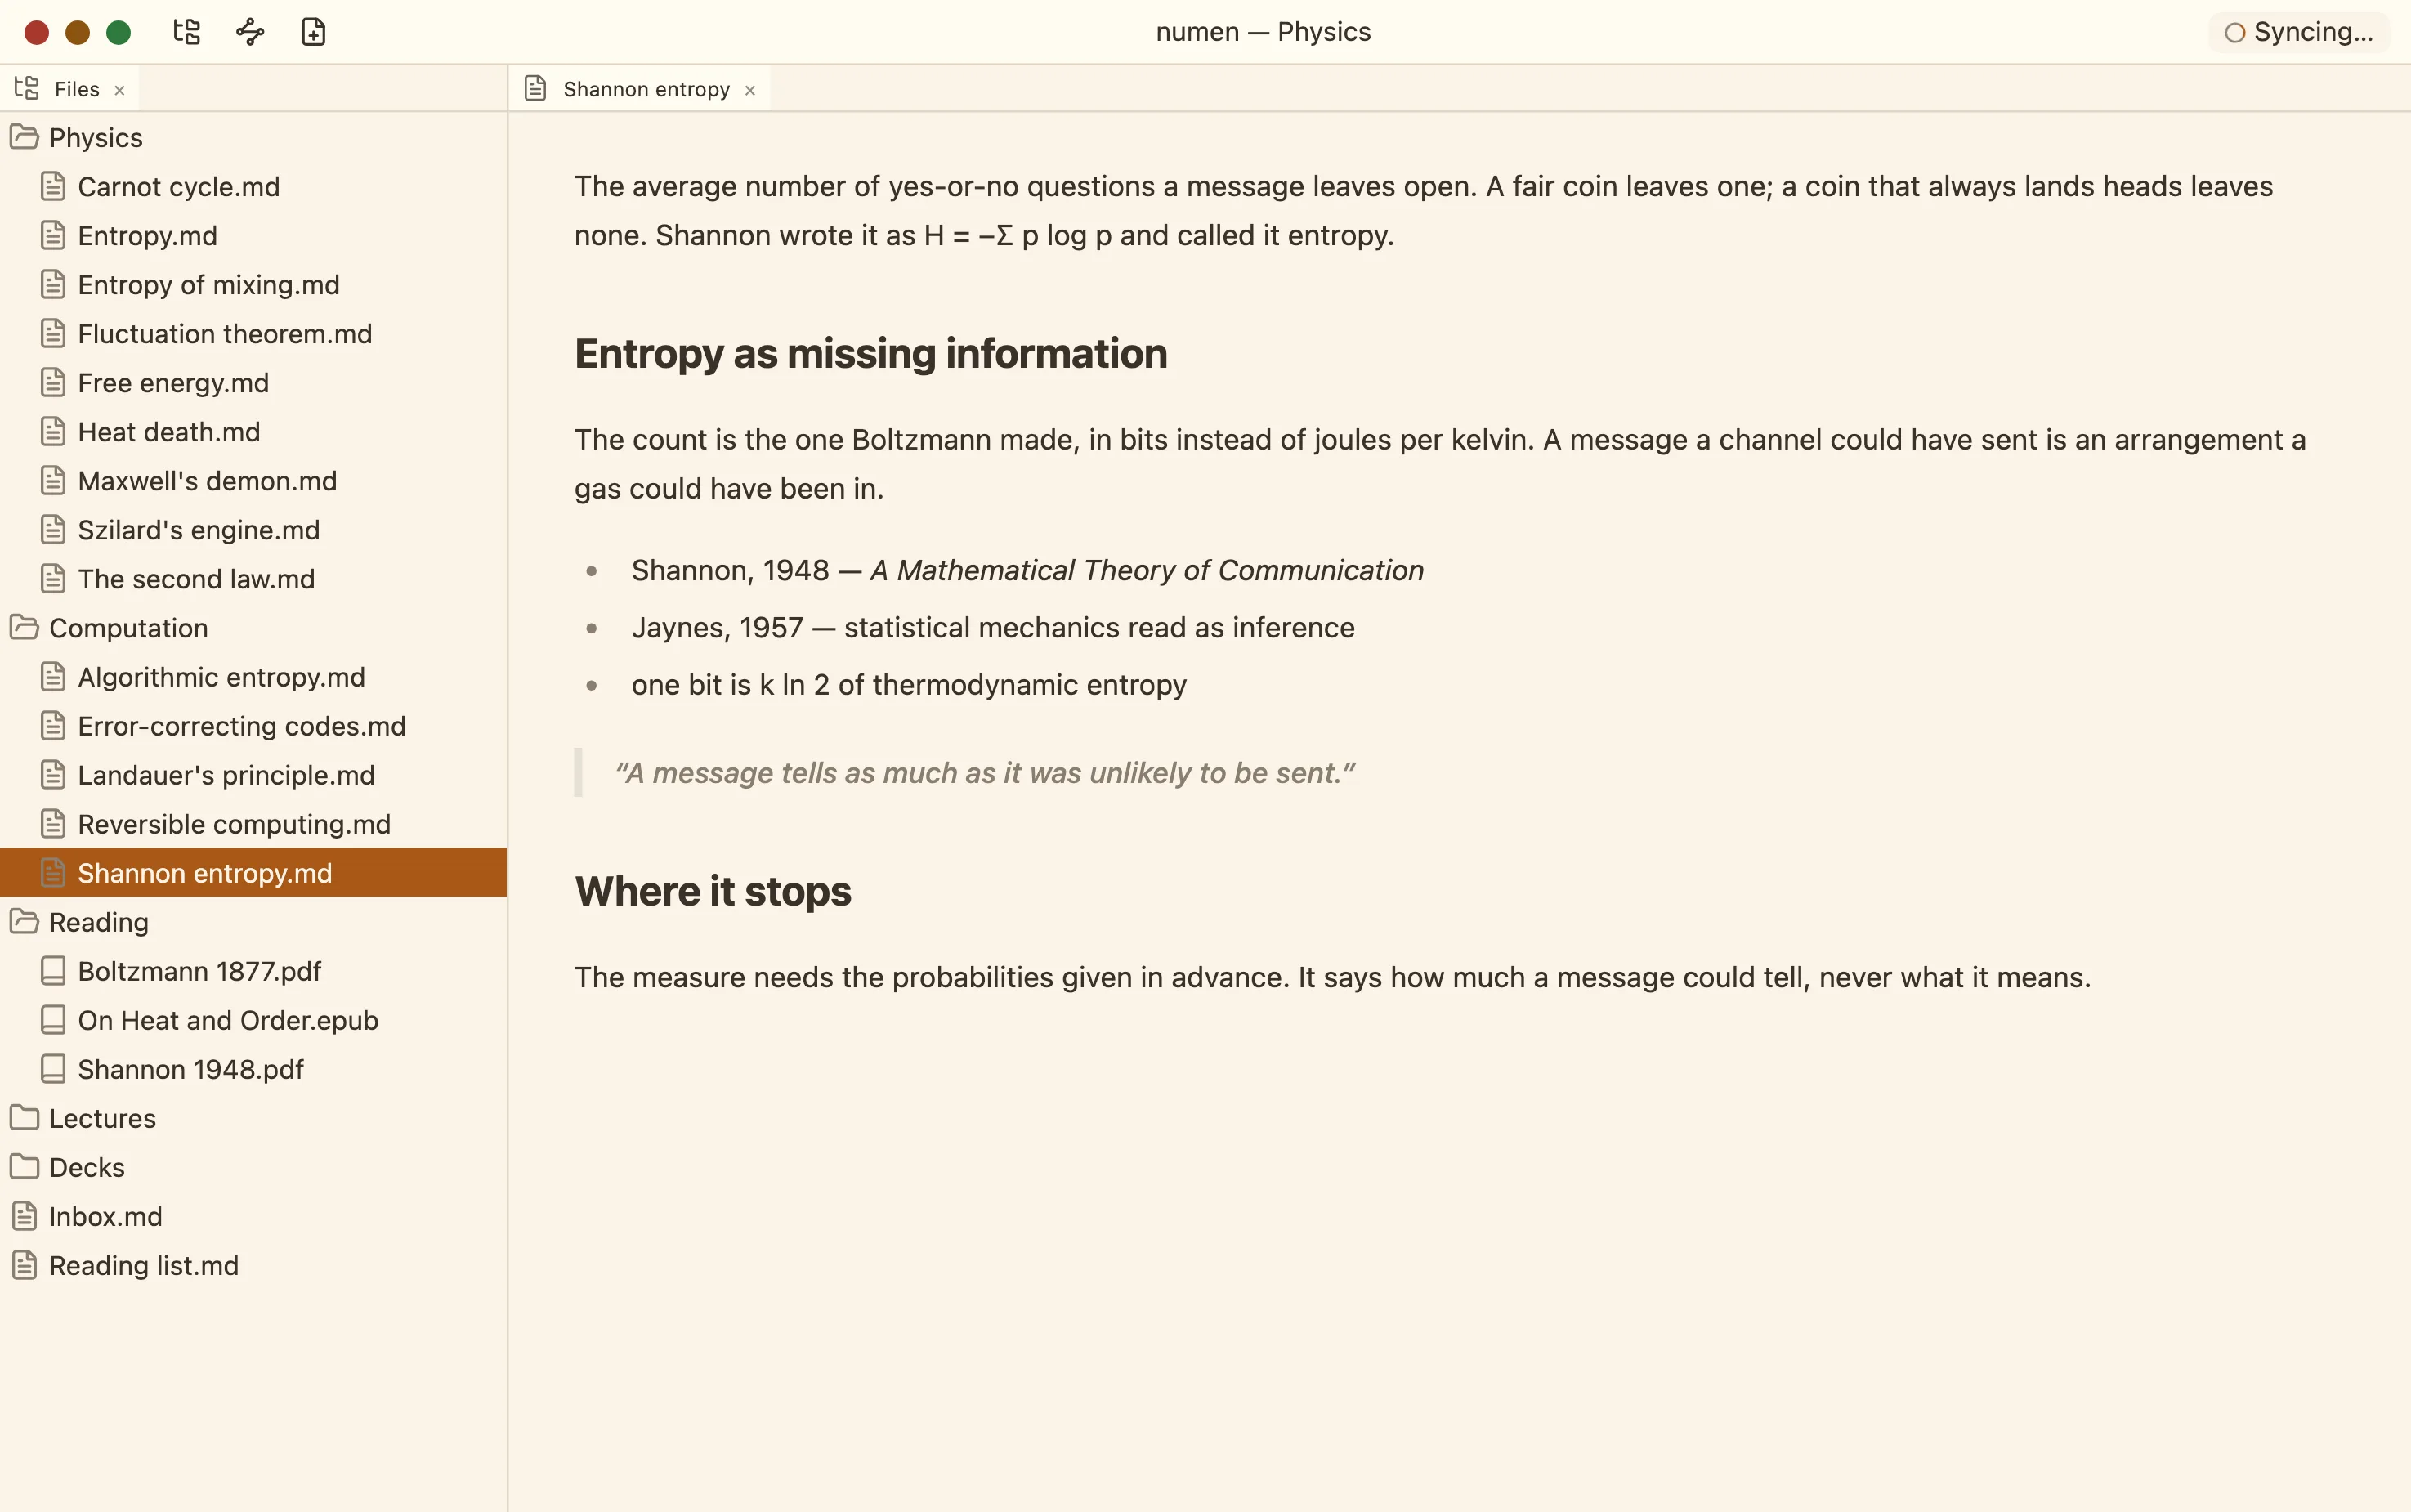 numen — Physics
Syncing...
Files ×
Shannon entropy ×
Physics
Carnot cycle.md
Entropy.md
Entropy of mixing.md
Fluctuation theorem.md
Free energy.md
Heat death.md
Maxwell's demon.md
Szilard's engine.md
The second law.md
Computation
Algorithmic entropy.md
Error-correcting codes.md
Landauer's principle.md
Reversible computing.md
Shannon entropy.md
Reading
Boltzmann 1877.pdf
On Heat and Order.epub
Shannon 1948.pdf
Lectures
Decks
Inbox.md
Reading list.md
The average number of yes-or-no questions a message leaves open. A fair coin leaves one; a coin that always lands heads leaves
none. Shannon wrote it as H = −Σ p log p and called it entropy.
Entropy as missing information
The count is the one Boltzmann made, in bits instead of joules per kelvin. A message a channel could have sent is an arrangement a
gas could have been in.
• Shannon, 1948 — A Mathematical Theory of Communication
• Jaynes, 1957 — statistical mechanics read as inference
• one bit is k ln 2 of thermodynamic entropy
“A message tells as much as it was unlikely to be sent.”
Where it stops
The measure needs the probabilities given in advance. It says how much a message could tell, never what it means.